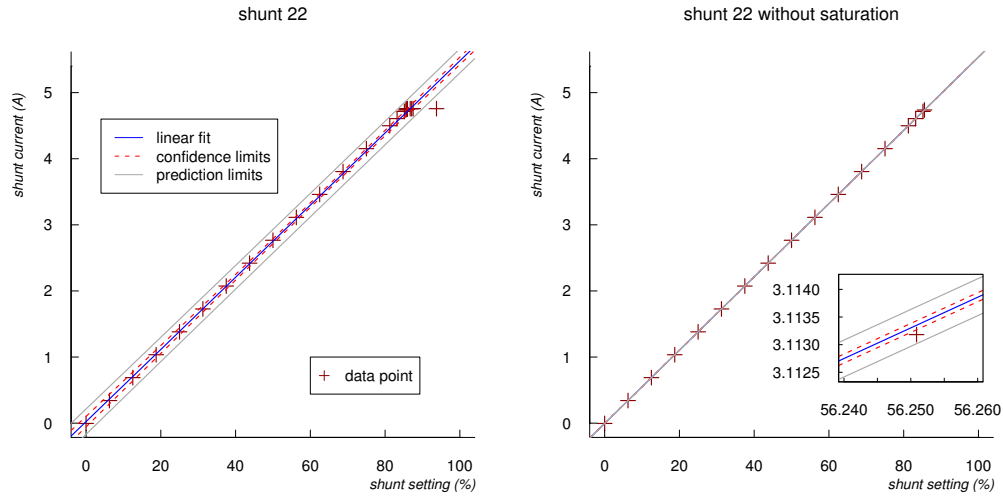 shunt 22
shunt current (A)
5
4
3
2
1
0
linear fit
confidence limits
prediction limits
data point
0 20 40 60 80 100
shunt setting (%)
shunt 22 without saturation
shunt current (A)
5
4
3
2
1
0
3.1140
3.1135
3.1130
3.1125
56.240 56.250 56.260
0 20 40 60 80 100
shunt setting (%)